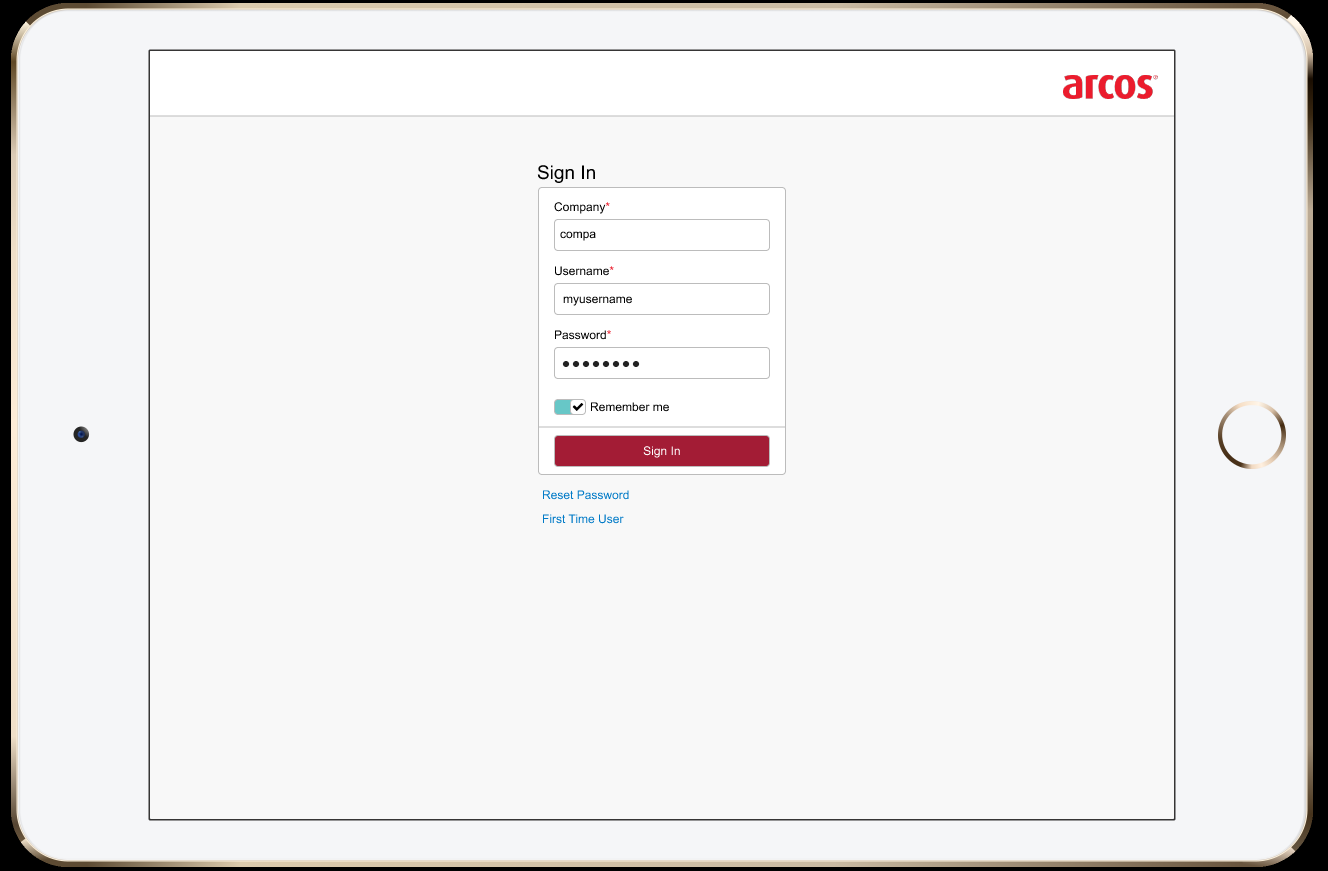 arcos®
Sign In
Company*
compa
Username*
myusername
Password*
●●●●●●●●
Remember me
Sign In
Reset Password
First Time User